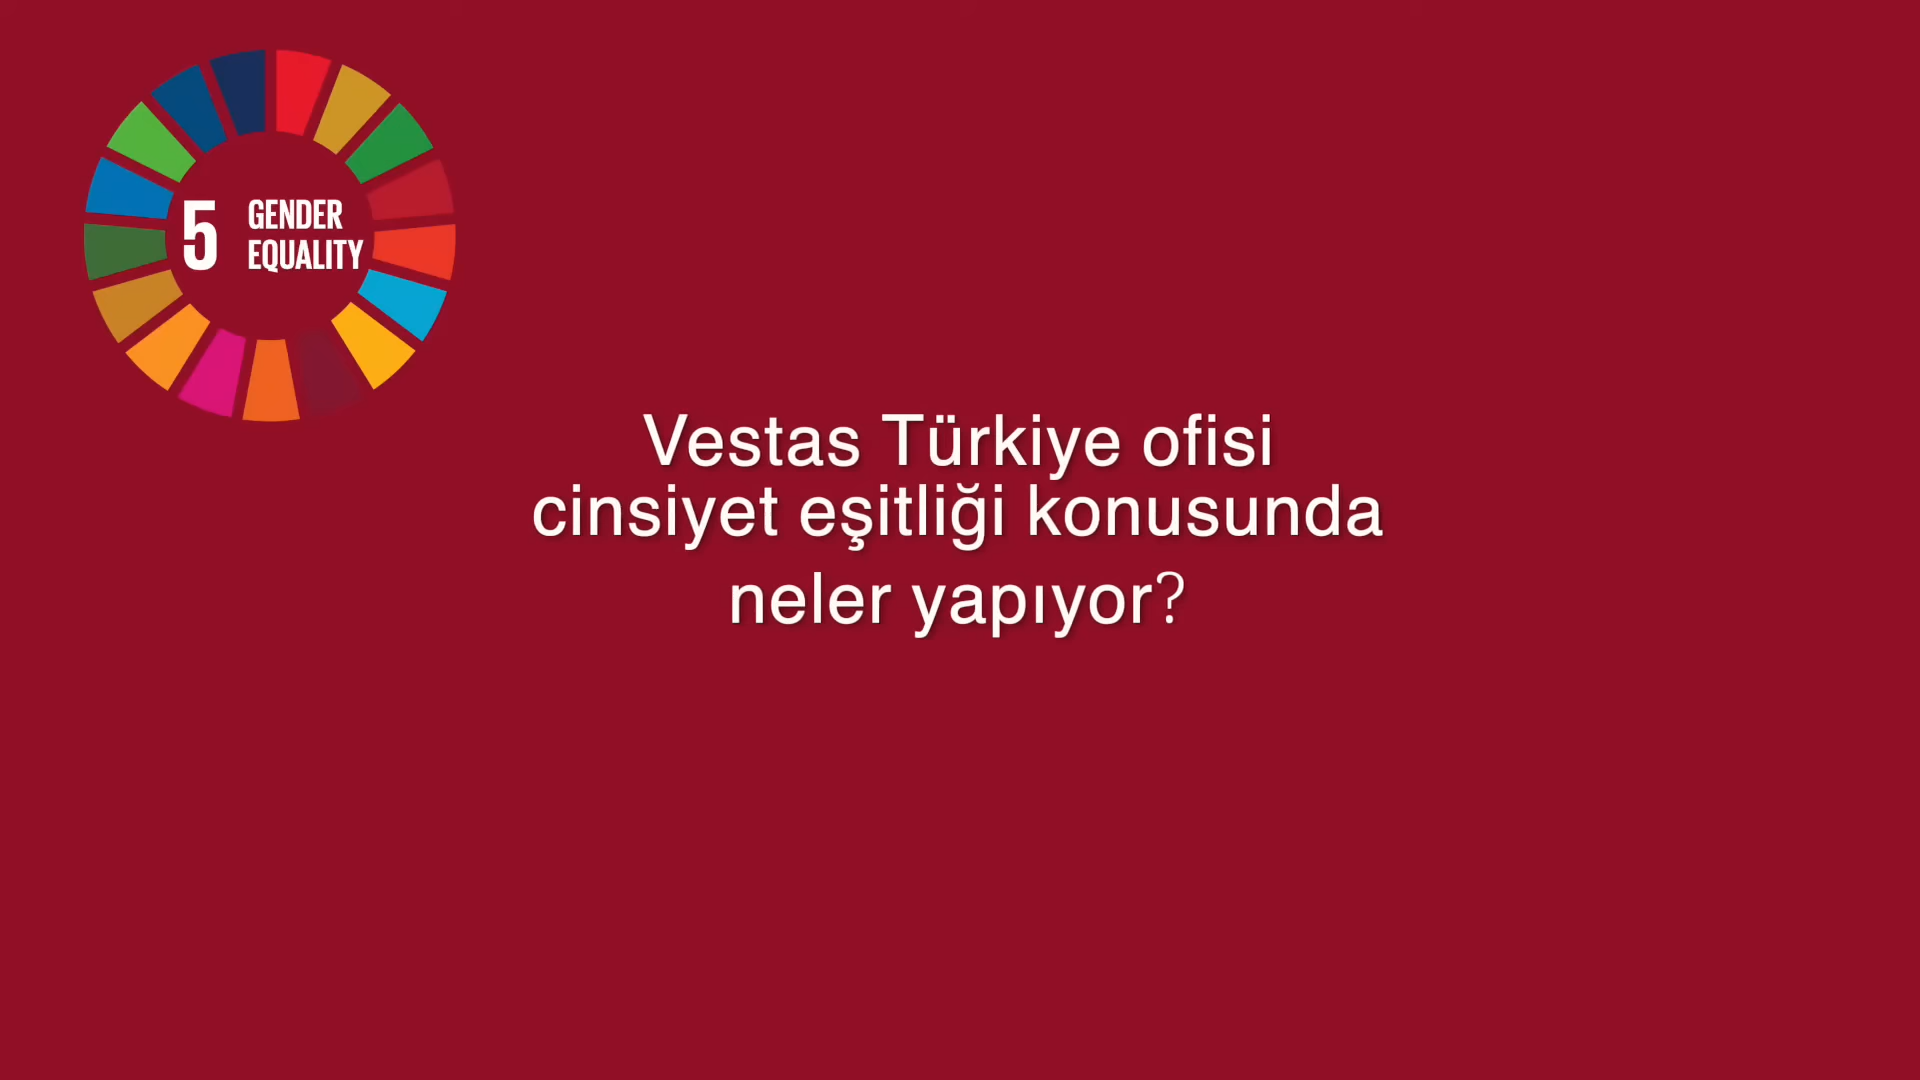 5 GENDER
EQUALITY
Vestas Türkiye ofisi
cinsiyet eşitliği konusunda
neler yapıyor?